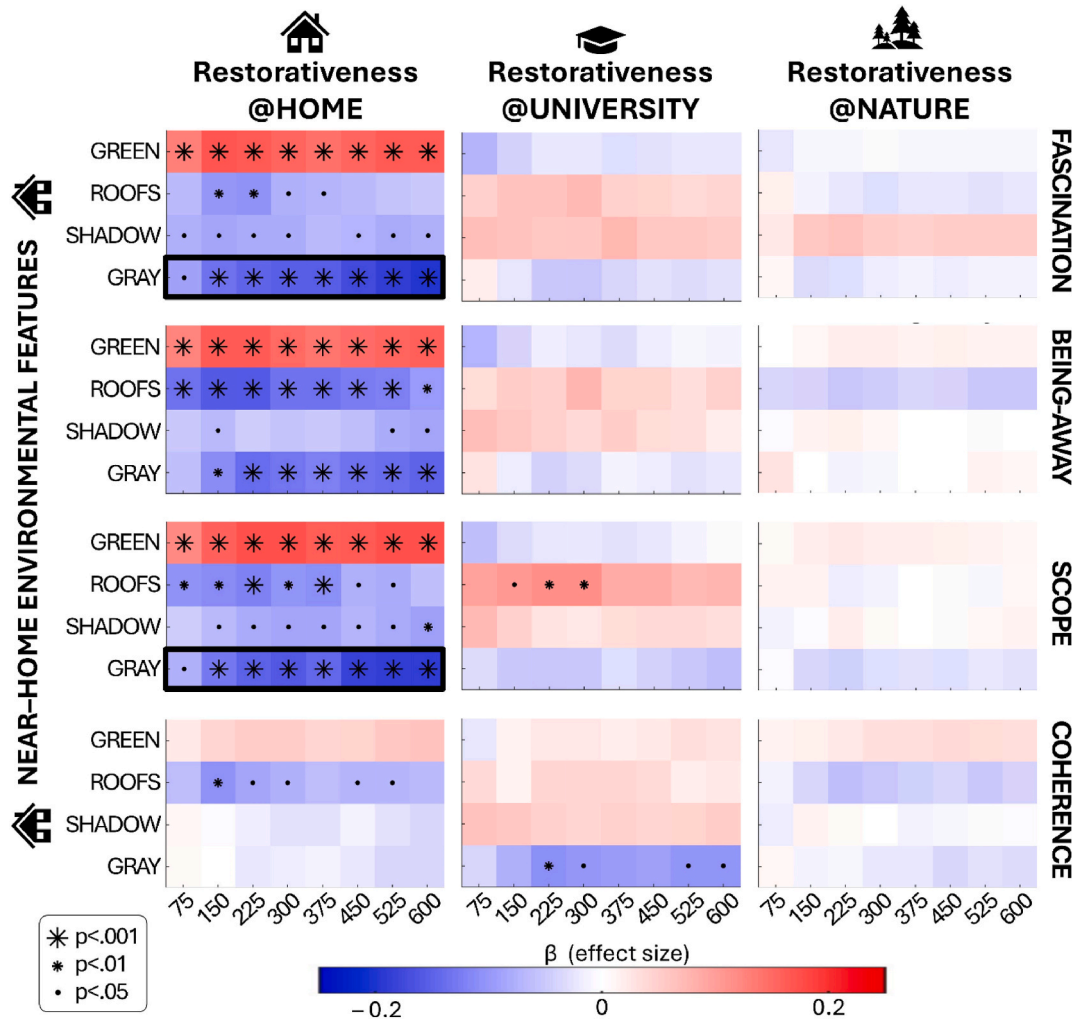 Restorativeness
@HOME
Restorativeness
@UNIVERSITY
Restorativeness
@NATURE
NEAR–HOME ENVIRONMENTAL FEATURES
GREEN
ROOFS
SHADOW
GRAY
FASCINATION
GREEN
ROOFS
SHADOW
GRAY
BEING-AWAY
GREEN
ROOFS
SHADOW
GRAY
SCOPE
GREEN
ROOFS
SHADOW
GRAY
COHERENCE
75 150 225 300 375 450 525 600
75 150 225 300 375 450 525 600
75 150 225 300 375 450 525 600
p<.001
p<.01
p<.05
β (effect size)
–0.2 0 0.2